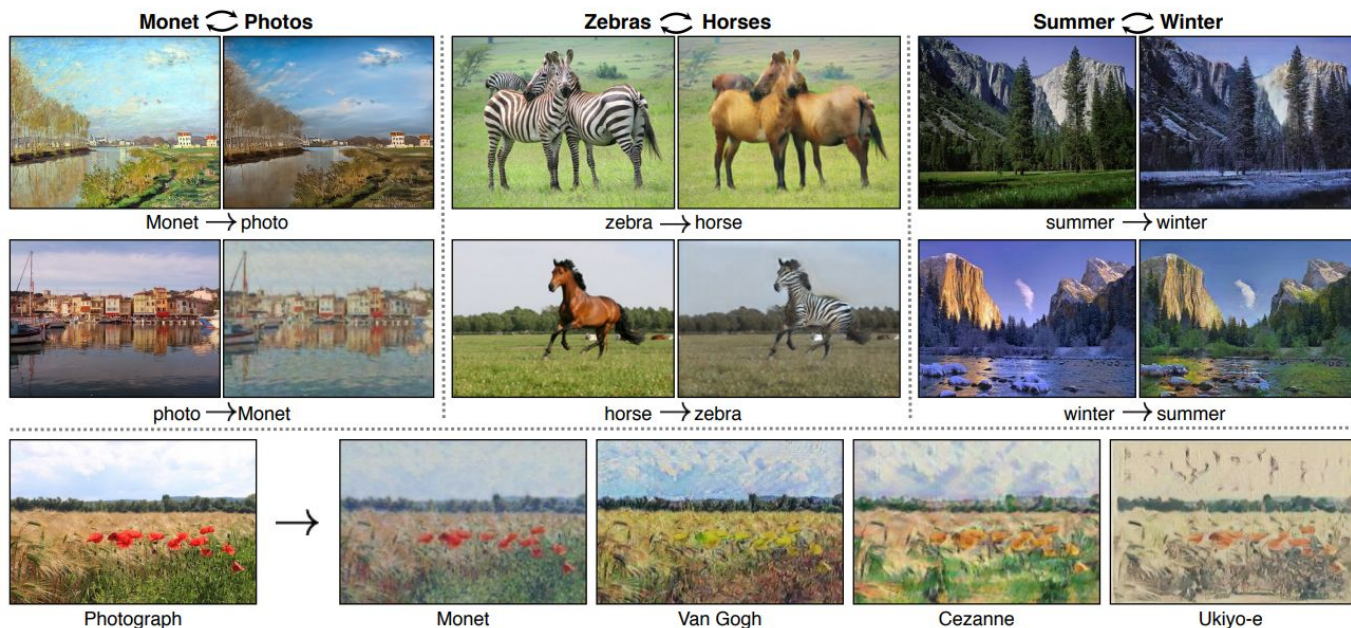 Monet ⇄ Photos
Zebras ⇄ Horses
Summer ⇄ Winter
Monet → photo
zebra → horse
summer → winter
photo → Monet
horse → zebra
winter → summer
→
Photograph
Monet
Van Gogh
Cezanne
Ukiyo-e